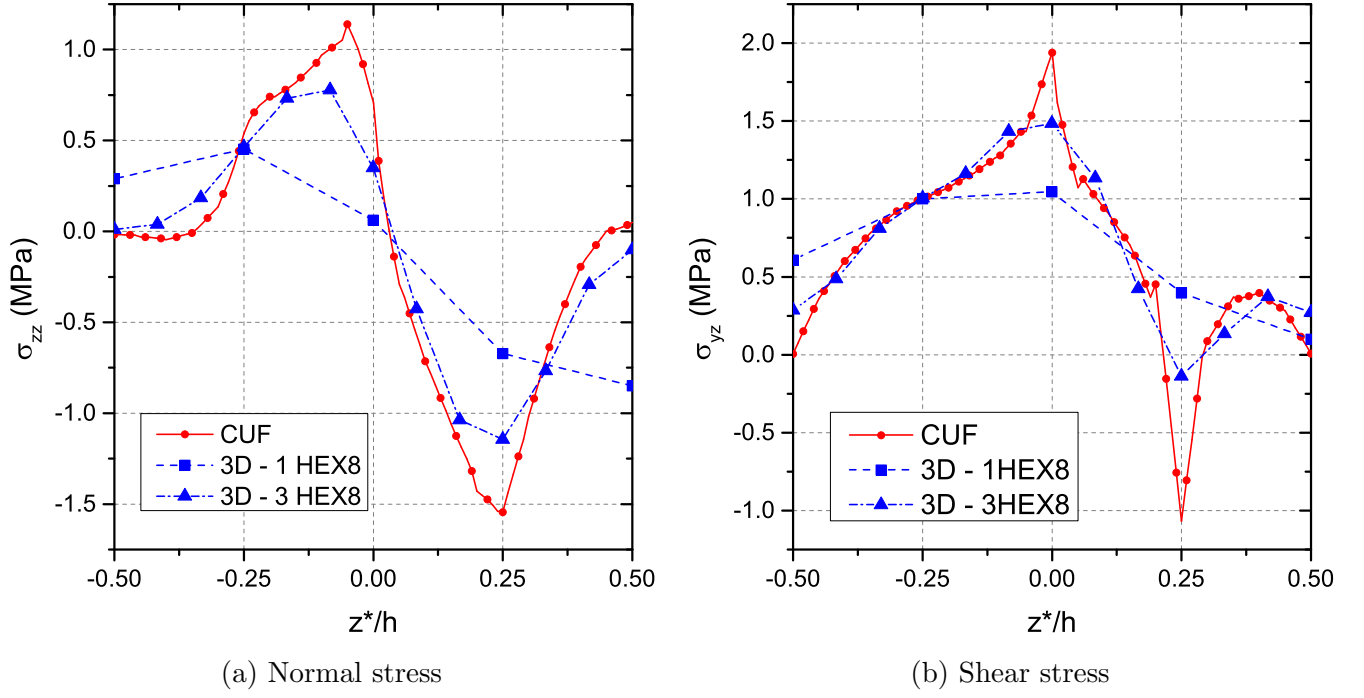 1.0
0.5
0.0
-0.5
-1.0
-1.5
σzz (MPa)
CUF
3D - 1 HEX8
3D - 3 HEX8
-0.50 -0.25 0.00 0.25 0.50
z*/h
(a) Normal stress
2.0
1.5
1.0
0.5
0.0
-0.5
-1.0
σyz (MPa)
CUF
3D - 1HEX8
3D - 3HEX8
-0.50 -0.25 0.00 0.25 0.50
z*/h
(b) Shear stress